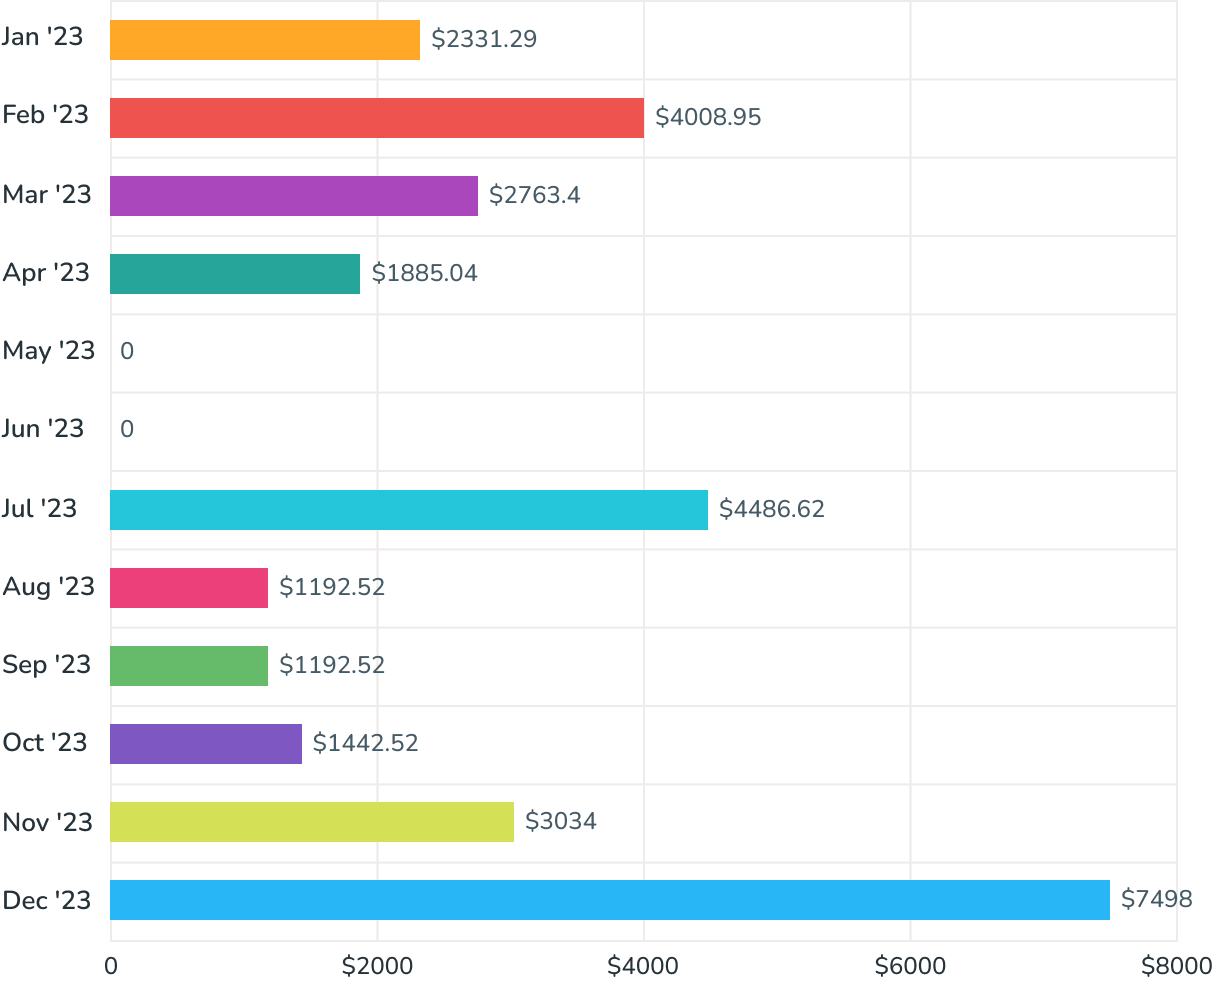 Jan '23 $2331.29
Feb '23 $4008.95
Mar '23 $2763.4
Apr '23 $1885.04
May '23 0
Jun '23 0
Jul '23 $4486.62
Aug '23 $1192.52
Sep '23 $1192.52
Oct '23 $1442.52
Nov '23 $3034
Dec '23 $7498
0 $2000 $4000 $6000 $8000